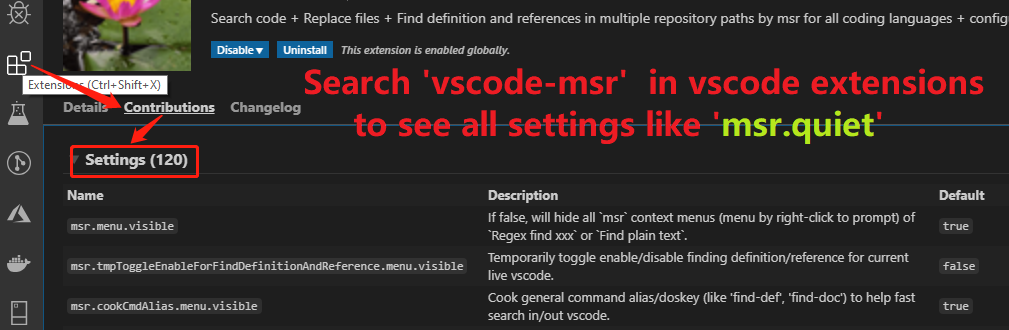 Search code + Replace files + Find definition and references in multiple repository paths by msr for all coding languages + config
Disable Uninstall This extension is enabled globally.
Extensions (Ctrl+Shift+X)
Search 'vscode-msr' in vscode extensions
to see all settings like 'msr.quiet'
Details Contributions Changelog
Settings (120)
Name Description Default
msr.menu.visible
If false, will hide all `msr` context menus (menu by right-click to prompt) of
`Regex find xxx` or `Find plain text`.
true
msr.tmpToggleEnableForFindDefinitionAndReference.menu.visible
Temporarily toggle enable/disable finding definition/reference for current
live vscode.
false
msr.cookCmdAlias.menu.visible
Cook general command alias/doskey (like 'find-def', 'find-doc') to help fast
search in/out vscode.
true